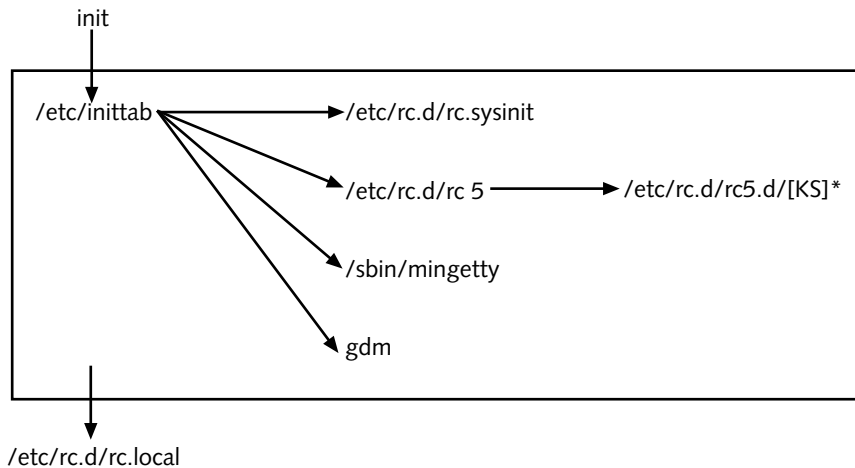 init
/etc/inittab
/etc/rc.d/rc.sysinit
/etc/rc.d/rc 5
/etc/rc.d/rc5.d/[KS]*
/sbin/mingetty
gdm
/etc/rc.d/rc.local